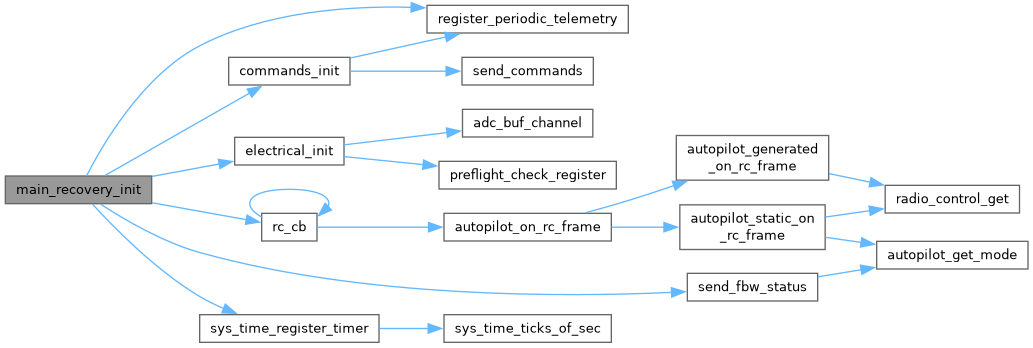 main_recovery_init
register_periodic_telemetry
commands_init
send_commands
electrical_init
adc_buf_channel
preflight_check_register
rc_cb
autopilot_on_rc_frame
autopilot_generated
_on_rc_frame
radio_control_get
autopilot_static_on
_rc_frame
autopilot_get_mode
send_fbw_status
sys_time_register_timer
sys_time_ticks_of_sec